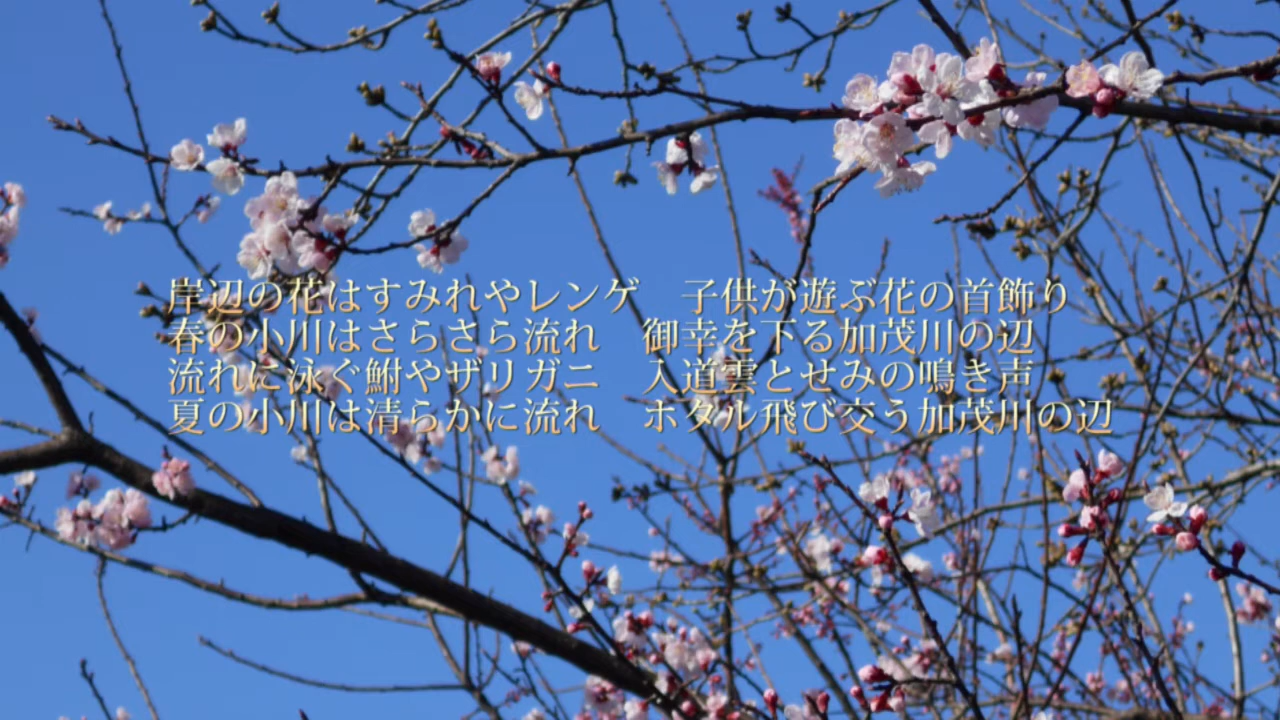 岸辺の花はすみれやレンゲ　子供が遊ぶ花の首飾り
春の小川はさらさら流れ　御幸を下る加茂川の辺
流れに泳ぐ鮒やザリガニ　入道雲とせみの鳴き声
夏の小川は清らかに流れ　ホタル飛び交う加茂川の辺